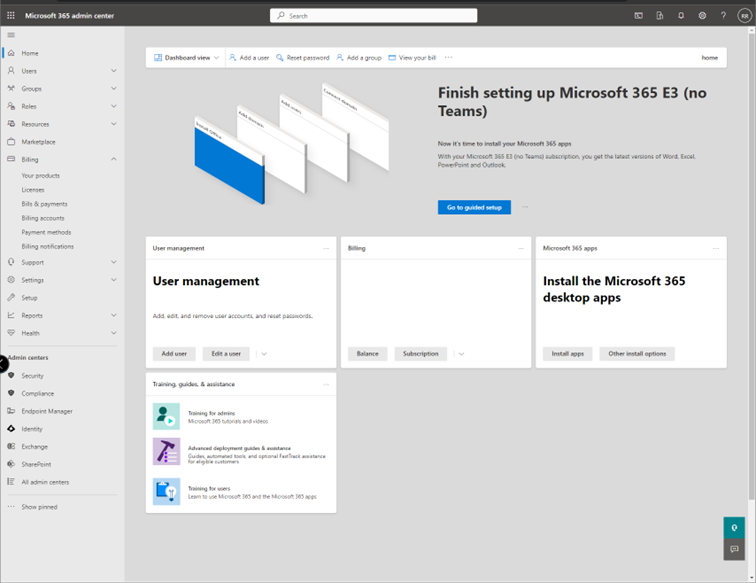 Microsoft 365 admin center
Search
RR
Home
Users
Groups
Roles
Resources
Marketplace
Billing
Your products
Licenses
Bills & payments
Billing accounts
Payment methods
Billing notifications
Support
Settings
Setup
Reports
Health
Admin centers
Security
Compliance
Endpoint Manager
Identity
Exchange
SharePoint
All admin centers
Show pinned
Dashboard view
Add a user
Reset password
Add a group
View your bill
home
Install Office
Add domain
Add users
Connect domain
Finish setting up Microsoft 365 E3 (no
Teams)
Now it's time to install your Microsoft 365 apps
With your Microsoft 365 E3 (no Teams) subscription, you get the latest versions of Word, Excel,
PowerPoint and Outlook.
Go to guided setup
User management
User management
Add, edit, and remove user accounts, and reset passwords.
Add user
Edit a user
Billing
Balance
Subscription
Microsoft 365 apps
Install the Microsoft 365
desktop apps
Install apps
Other install options
Training, guides, & assistance
Training for admins
Microsoft 365 tutorials and videos
Advanced deployment guides & assistance
Guides, automated tools, and optional FastTrack assistance
for eligible customers
Training for users
Learn to use Microsoft 365 and the Microsoft 365 apps